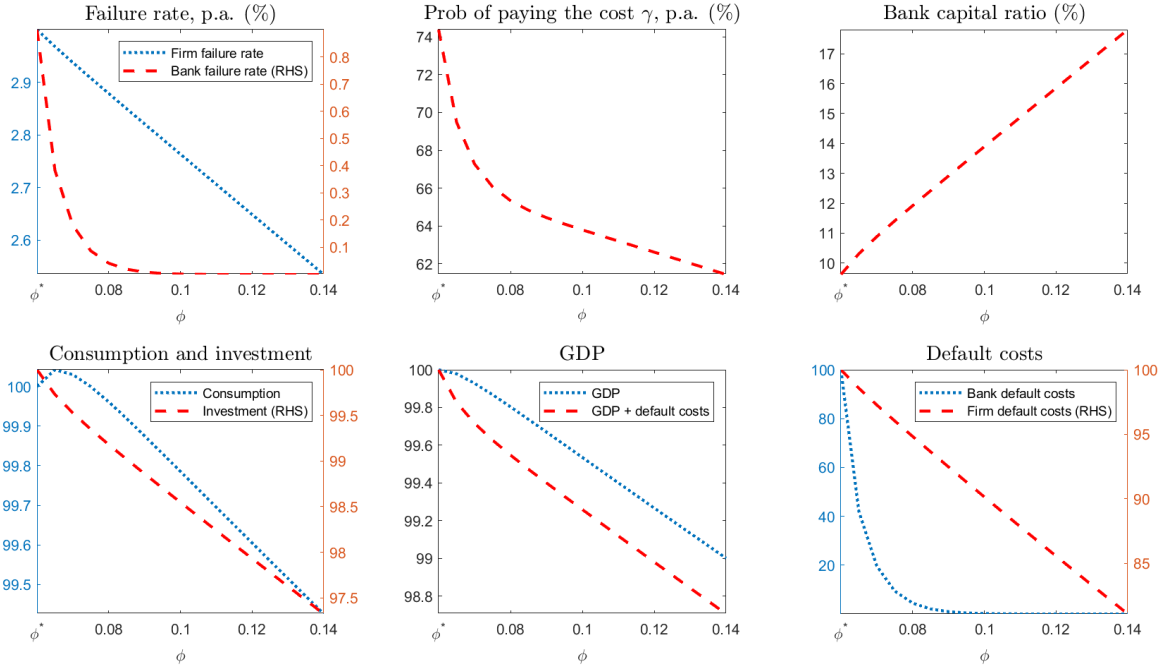 Failure rate, p.a. (%)
Firm failure rate
Bank failure rate (RHS)
2.9
2.8
2.7
2.6
0.9
0.8
0.7
0.6
0.5
0.4
0.3
0.2
0.1
ϕ* 0.08 0.1 0.12 0.14
ϕ
Prob of paying the cost γ, p.a. (%)
74
72
70
68
66
64
62
ϕ* 0.08 0.1 0.12 0.14
ϕ
Bank capital ratio (%)
17
16
15
14
13
12
11
10
ϕ* 0.08 0.1 0.12 0.14
ϕ
Consumption and investment
Consumption
Investment (RHS)
100
99.9
99.8
99.7
99.6
99.5
100
99.5
99
98.5
98
97.5
ϕ* 0.08 0.1 0.12 0.14
ϕ
GDP
GDP
GDP + default costs
100
99.8
99.6
99.4
99.2
99
98.8
ϕ* 0.08 0.1 0.12 0.14
ϕ
Default costs
Bank default costs
Firm default costs (RHS)
100
80
60
40
20
100
95
90
85
ϕ* 0.08 0.1 0.12 0.14
ϕ